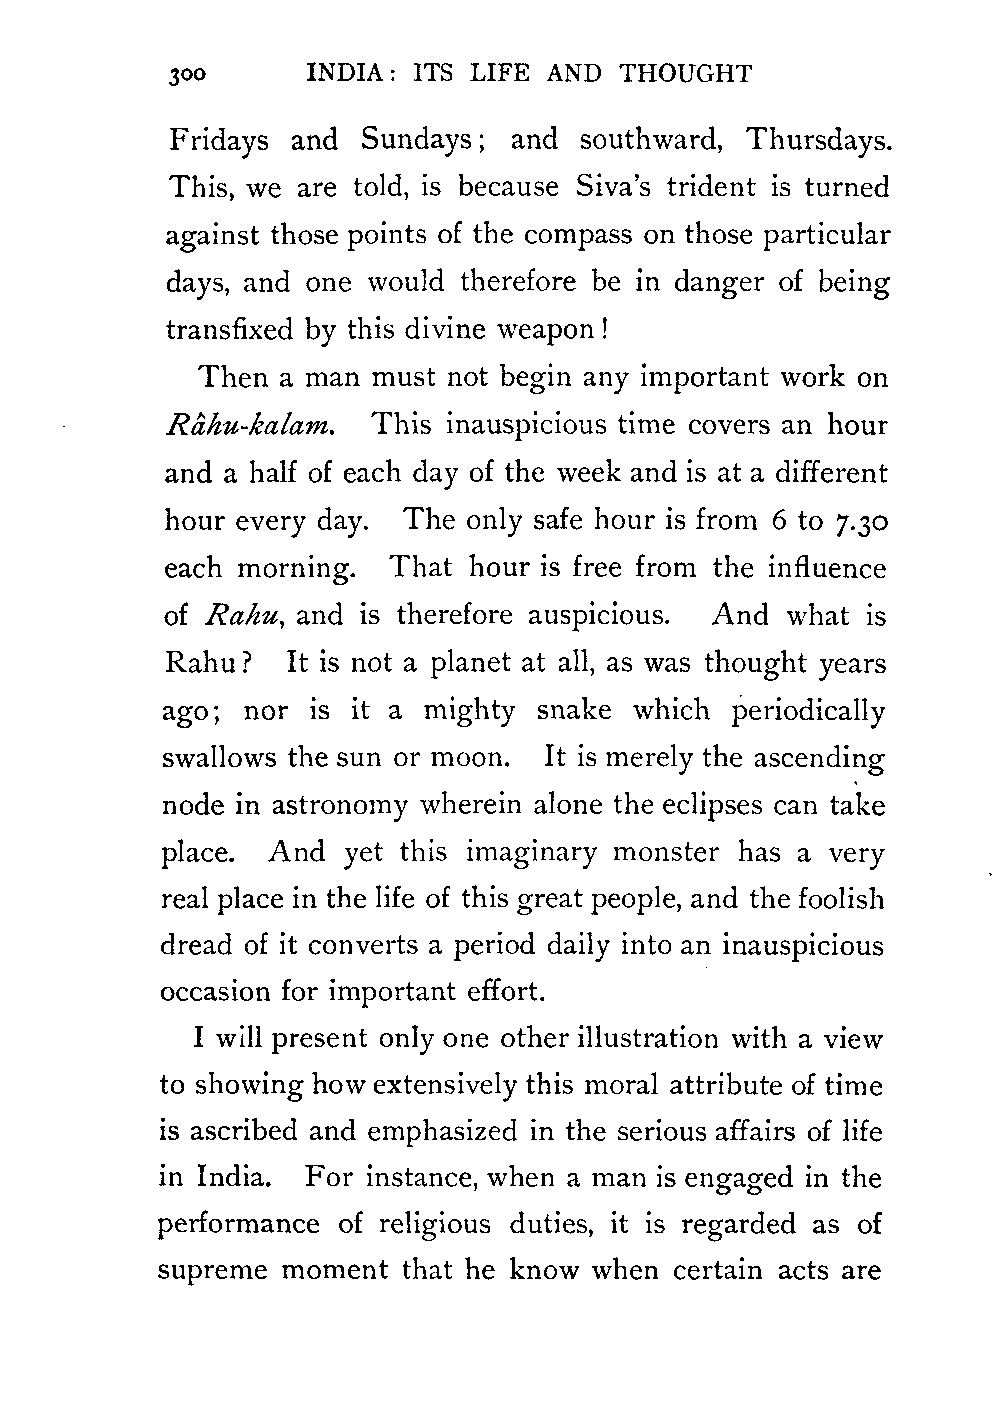 300 INDIA: ITS LIFE AND THOUGHT
Fridays and Sundays; and southward, Thursdays.
This, we are told, is because Siva's trident is turned
against those points of the compass on those particular
days, and one would therefore be in danger of being
transfixed by this divine weapon!
Then a man must not begin any important work on
Râhu-kalam. This inauspicious time covers an hour
and a half of each day of the week and is at a different
hour every day. The only safe hour is from 6 to 7.30
each morning. That hour is free from the influence
of Rahu, and is therefore auspicious. And what is
Rahu? It is not a planet at all, as was thought years
ago; nor is it a mighty snake which periodically
swallows the sun or moon. It is merely the ascending
node in astronomy wherein alone the eclipses can take
place. And yet this imaginary monster has a very
real place in the life of this great people, and the foolish
dread of it converts a period daily into an inauspicious
occasion for important effort.
I will present only one other illustration with a view
to showing how extensively this moral attribute of time
is ascribed and emphasized in the serious affairs of life
in India. For instance, when a man is engaged in the
performance of religious duties, it is regarded as of
supreme moment that he know when certain acts are